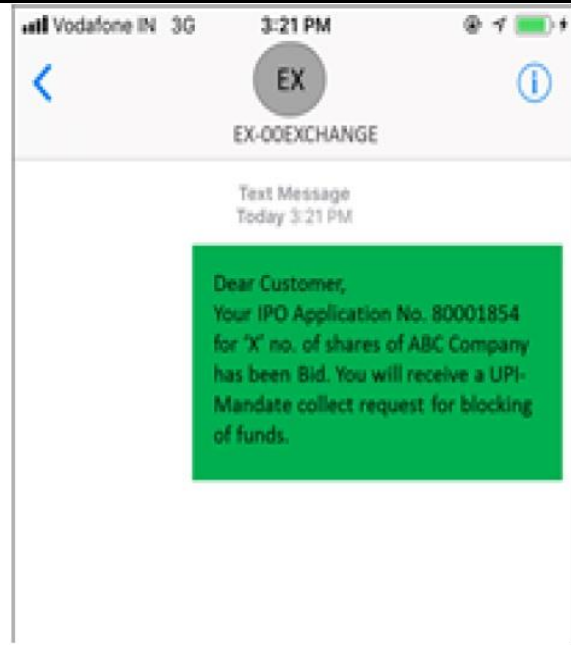 Vodafone IN 3G 3:21 PM
EX
EX-00EXCHANGE
Text Message
Today 3:21 PM
Dear Customer,
Your IPO Application No. 80001854
for 'X' no. of shares of ABC Company
has been Bid. You will receive a UPI-
Mandate collect request for blocking
of funds.